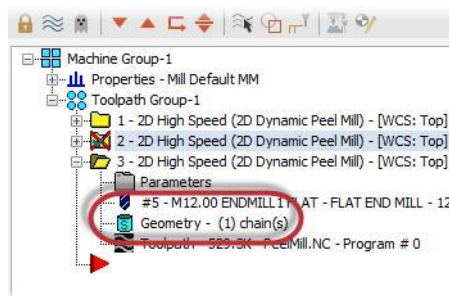 Machine Group-1
Properties - Mill Default MM
Toolpath Group-1
1 - 2D High Speed (2D Dynamic Peel Mill) - [WCS: Top]
2 - 2D High Speed (2D Dynamic Peel Mill) - [WCS: Top]
3 - 2D High Speed (2D Dynamic Peel Mill) - [WCS: Top]
Parameters
#5 - M12.00 ENDMILL1 FLAT - FLAT END MILL - 12
Geometry - (1) chain(s)
Toolpath - 529.3K - PeelMill.NC - Program # 0